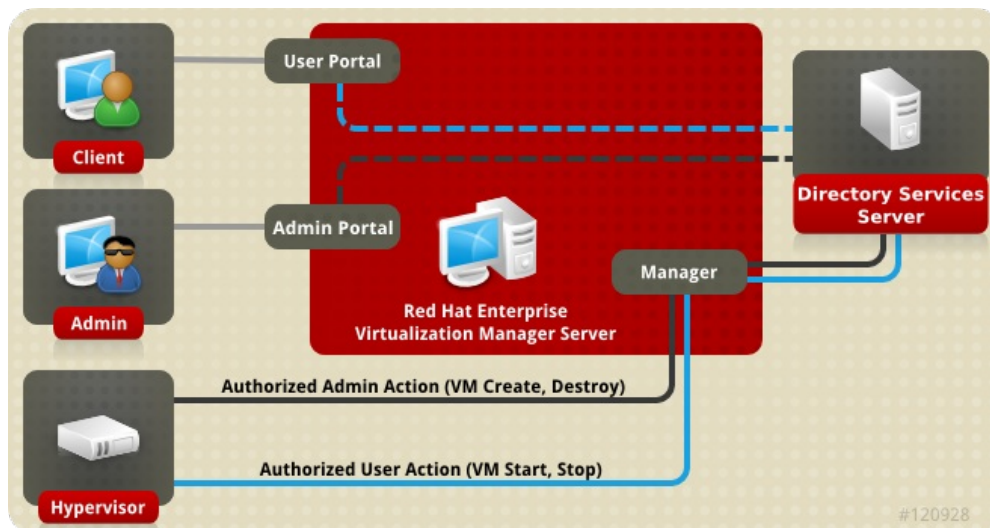 User Portal
Client
Directory Services
Server
Admin Portal
Manager
Red Hat Enterprise
Virtualization Manager Server
Admin
Authorized Admin Action (VM Create, Destroy)
Authorized User Action (VM Start, Stop)
Hypervisor
#120928